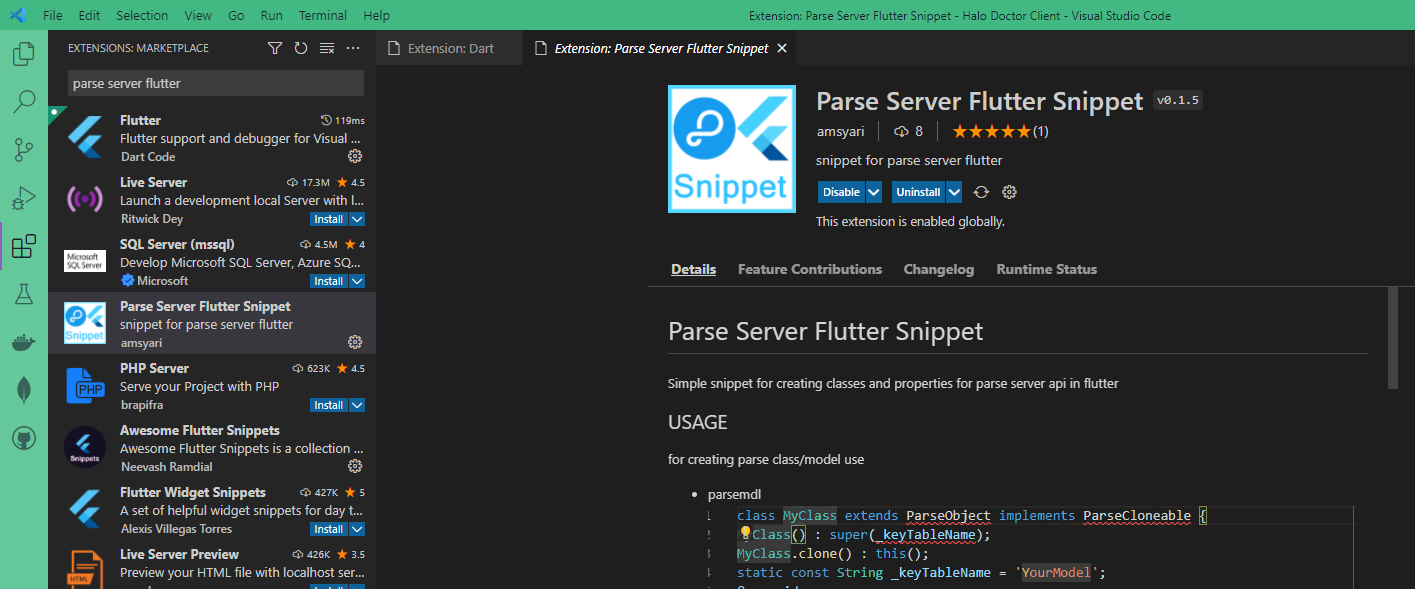 File Edit Selection View Go Run Terminal Help
Extension: Parse Server Flutter Snippet - Halo Doctor Client - Visual Studio Code
EXTENSIONS: MARKETPLACE
parse server flutter
Flutter 119ms
Flutter support and debugger for Visual ...
Dart Code
Live Server 17.3M 4.5
Launch a development local Server with l...
Ritwick Dey Install
Microsoft
SQL Server
SQL Server (mssql) 4.5M 4
Develop Microsoft SQL Server, Azure SQ...
Microsoft Install
Snippet
Parse Server Flutter Snippet
snippet for parse server flutter
amsyari
PHP
PHP Server 623K 4.5
Serve your Project with PHP
brapifra Install
Snippets
Awesome Flutter Snippets
Awesome Flutter Snippets is a collection ...
Neevash Ramdial
Flutter Widget Snippets 427K 5
A set of helpful widget snippets for day t...
Alexis Villegas Torres Install
HTML
Live Server Preview 426K 3.5
Preview your HTML file with localhost ser...
Extension: Dart
Extension: Parse Server Flutter Snippet
Snippet
Parse Server Flutter Snippet v0.1.5
amsyari 8 (1)
snippet for parse server flutter
Disable Uninstall
This extension is enabled globally.
Details Feature Contributions Changelog Runtime Status
Parse Server Flutter Snippet
Simple snippet for creating classes and properties for parse server api in flutter
USAGE
for creating parse class/model use
• parsemdl
1 class MyClass extends ParseObject implements ParseCloneable {
2 Class() : super(_keyTableName);
3 MyClass.clone() : this();
4 static const String _keyTableName = 'YourModel';